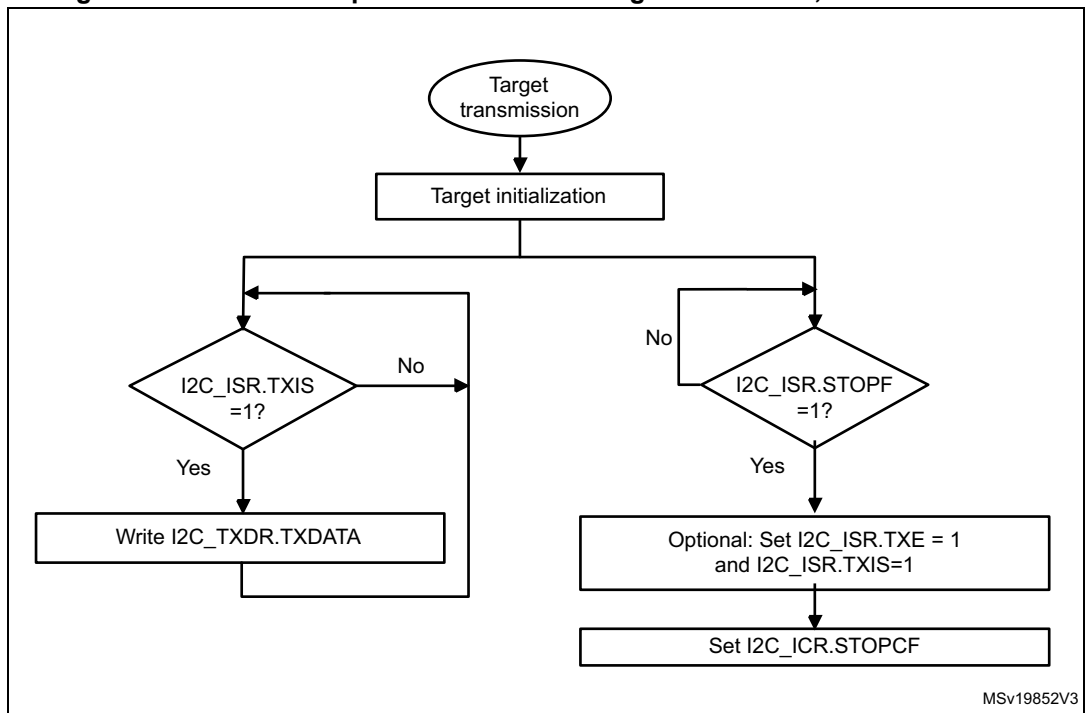 Target
transmission
Target initialization
No
No
I2C_ISR.TXIS
=1?
I2C_ISR.STOPF
=1?
Yes
Yes
Write I2C_TXDR.TXDATA
Optional: Set I2C_ISR.TXE = 1
and I2C_ISR.TXIS=1
Set I2C_ICR.STOPCF
MSv19852V3